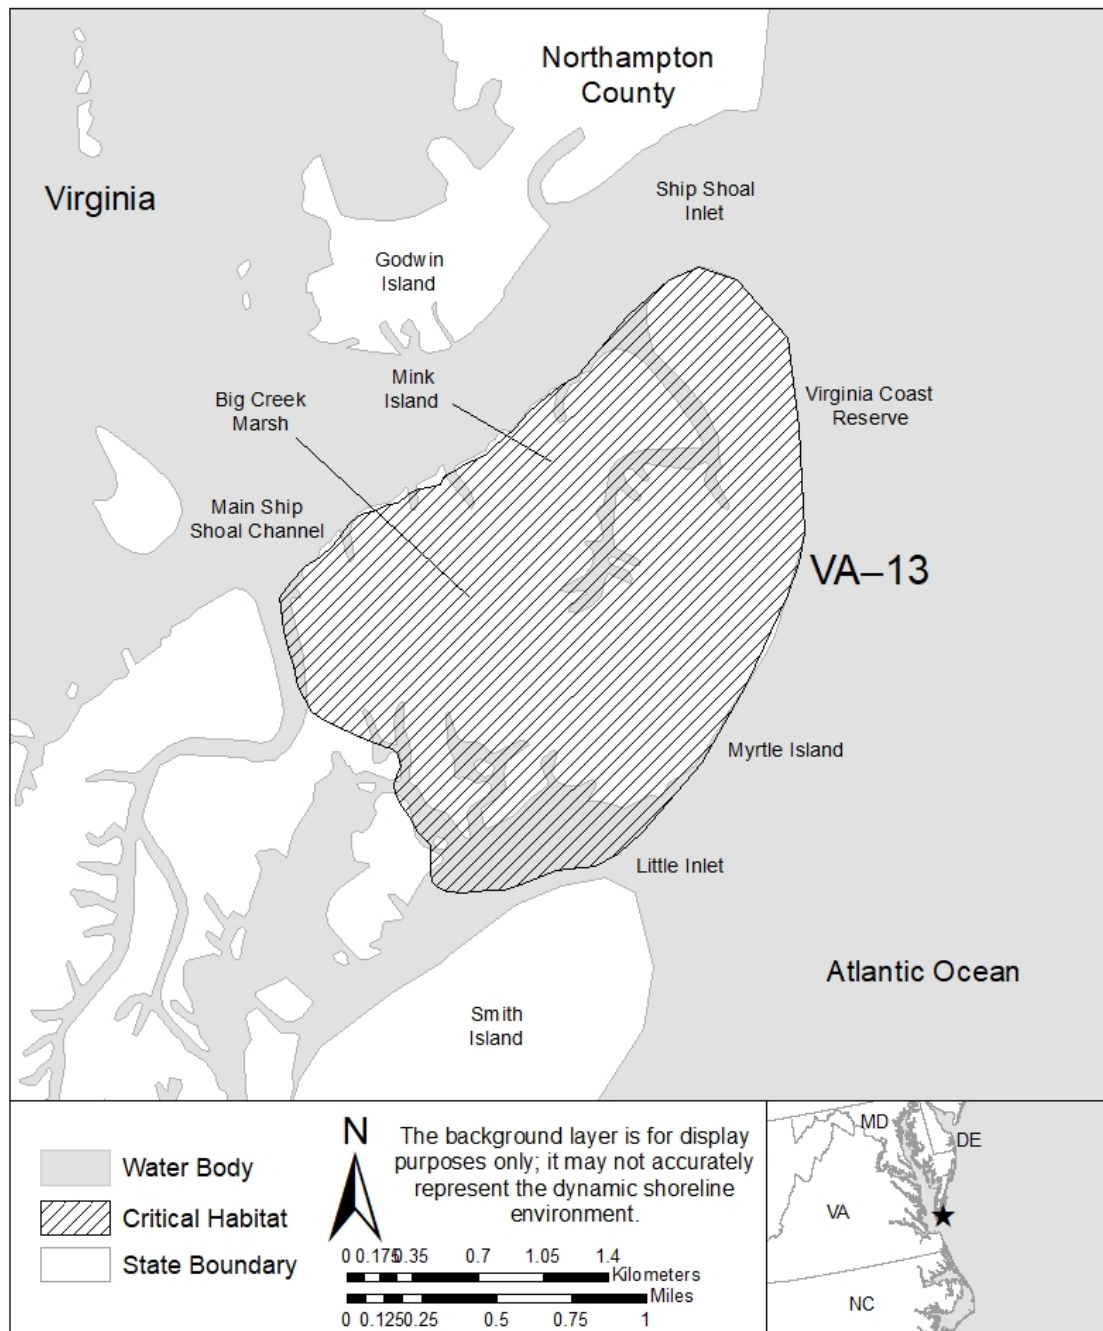 Northampton
County
Virginia
Ship Shoal
Inlet
Godwin
Island
Mink
Island
Big Creek
Marsh
Virginia Coast
Reserve
Main Ship
Shoal Channel
VA–13
Myrtle Island
Little Inlet
Atlantic Ocean
Smith
Island
Water Body
Critical Habitat
State Boundary
N
The background layer is for display
purposes only; it may not accurately
represent the dynamic shoreline
environment.
0 0.175 0.35 0.7 1.05 1.4
Kilometers
Miles
0 0.125 0.25 0.5 0.75 1
MD
DE
VA
NC